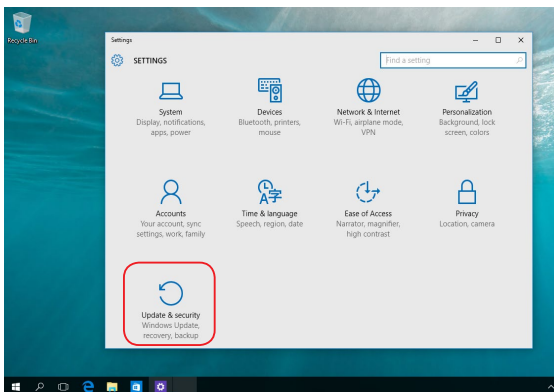 Recycle Bin
Settings
SETTINGS
Find a setting
System
Display, notifications,
apps, power
Devices
Bluetooth, printers,
mouse
Network & Internet
Wi-Fi, airplane mode,
VPN
Personalization
Background, lock
screen, colors
Accounts
Your account, sync
settings, work, family
Time & language
Speech, region, date
Ease of Access
Narrator, magnifier,
high contrast
Privacy
Location, camera
Update & security
Windows Update,
recovery, backup